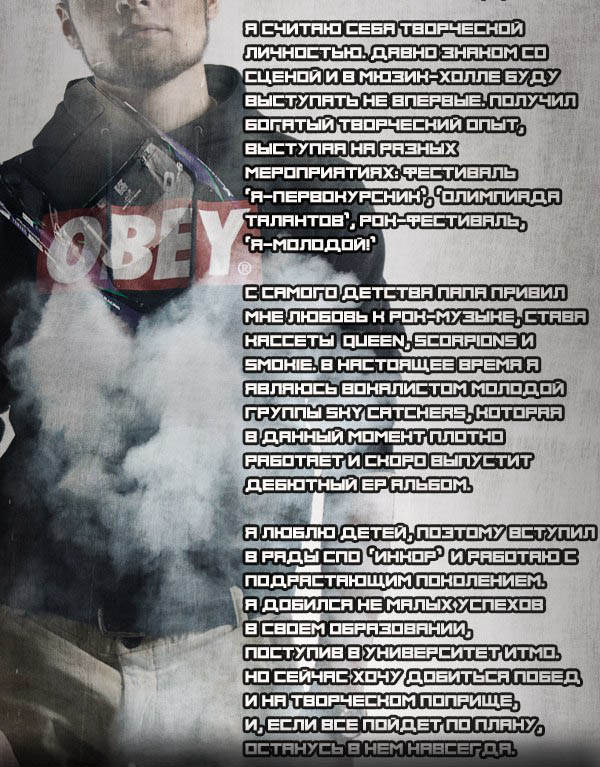 Я СЧИТАЮ СЕБЯ ТВОРЧЕСКОЙ
ЛИЧНОСТЬЮ. ДАВНО ЗНАКОМ СО
СЦЕНОЙ И В МЮЗИК-ХОЛЛЕ БУДУ
ВЫСТУПАТЬ НЕ ВПЕРВЫЕ. ПОЛУЧИЛ
БОГАТЫЙ ТВОРЧЕСКИЙ ОПЫТ,
ВЫСТУПАЯ НА РАЗНЫХ
МЕРОПРИЯТИЯХ: ФЕСТИВАЛЬ
'Я-ПЕРВОКУРСНИК', 'ОЛИМПИАДА
ТАЛАНТОВ', РОК-ФЕСТИВАЛЬ,
'Я-МОЛОДОЙ!'
OBEY®
С САМОГО ДЕТСТВА ПАПА ПРИВИЛ
МНЕ ЛЮБОВЬ К РОК-МУЗЫКЕ, СТАВЯ
КАССЕТЫ QUEEN, SCORPIONS И
SMOKIE. В НАСТОЯЩЕЕ ВРЕМЯ Я
ЯВЛЯЮСЬ ВОКАЛИСТОМ МОЛОДОЙ
ГРУППЫ SKY CATCHERS, КОТОРАЯ
В ДАННЫЙ МОМЕНТ ПЛОТНО
РАБОТАЕТ И СКОРО ВЫПУСТИТ
ДЕБЮТНЫЙ EP АЛЬБОМ.
Я ЛЮБЛЮ ДЕТЕЙ, ПОЭТОМУ ВСТУПИЛ
В РЯДЫ СПО 'ИНКОР' И РАБОТАЮ С
ПОДРАСТАЮЩИМ ПОКОЛЕНИЕМ.
Я ДОБИЛСЯ НЕ МАЛЫХ УСПЕХОВ
В СВОЕМ ОБРАЗОВАНИИ,
ПОСТУПИВ В УНИВЕРСИТЕТ ИТМО.
НО СЕЙЧАС ХОЧУ ДОБИТЬСЯ ПОБЕД
И НА ТВОРЧЕСКОМ ПОПРИЩЕ,
И, ЕСЛИ ВСЕ ПОЙДЕТ ПО ПЛАНУ,
ОСТАНУСЬ В НЕМ НАВСЕГДА.